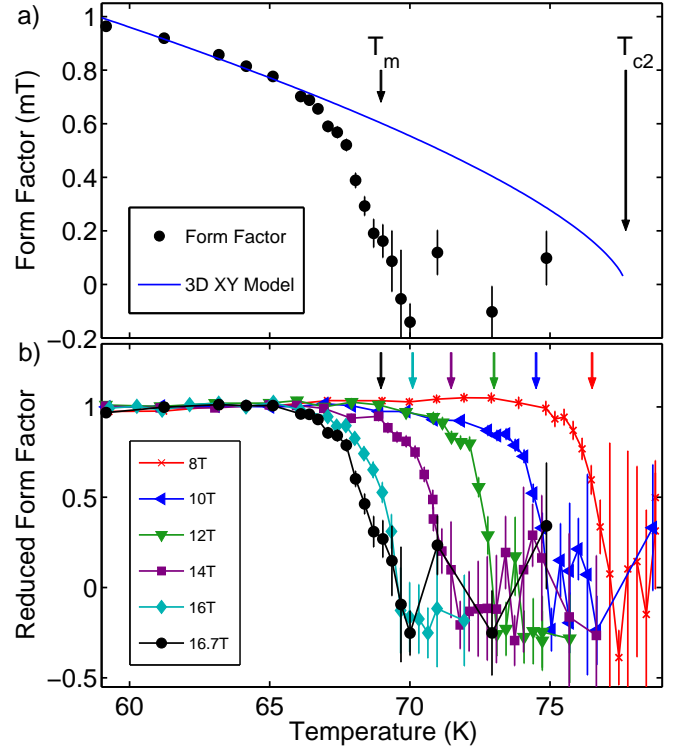 a)
1
0.8
0.6
0.4
0.2
0
−0.2
Form Factor (mT)
T_m
T_c2
Form Factor
3D XY Model
b)
1
0.5
0
−0.5
Reduced Form Factor
8T
10T
12T
14T
16T
16.7T
60
65
70
75
Temperature (K)